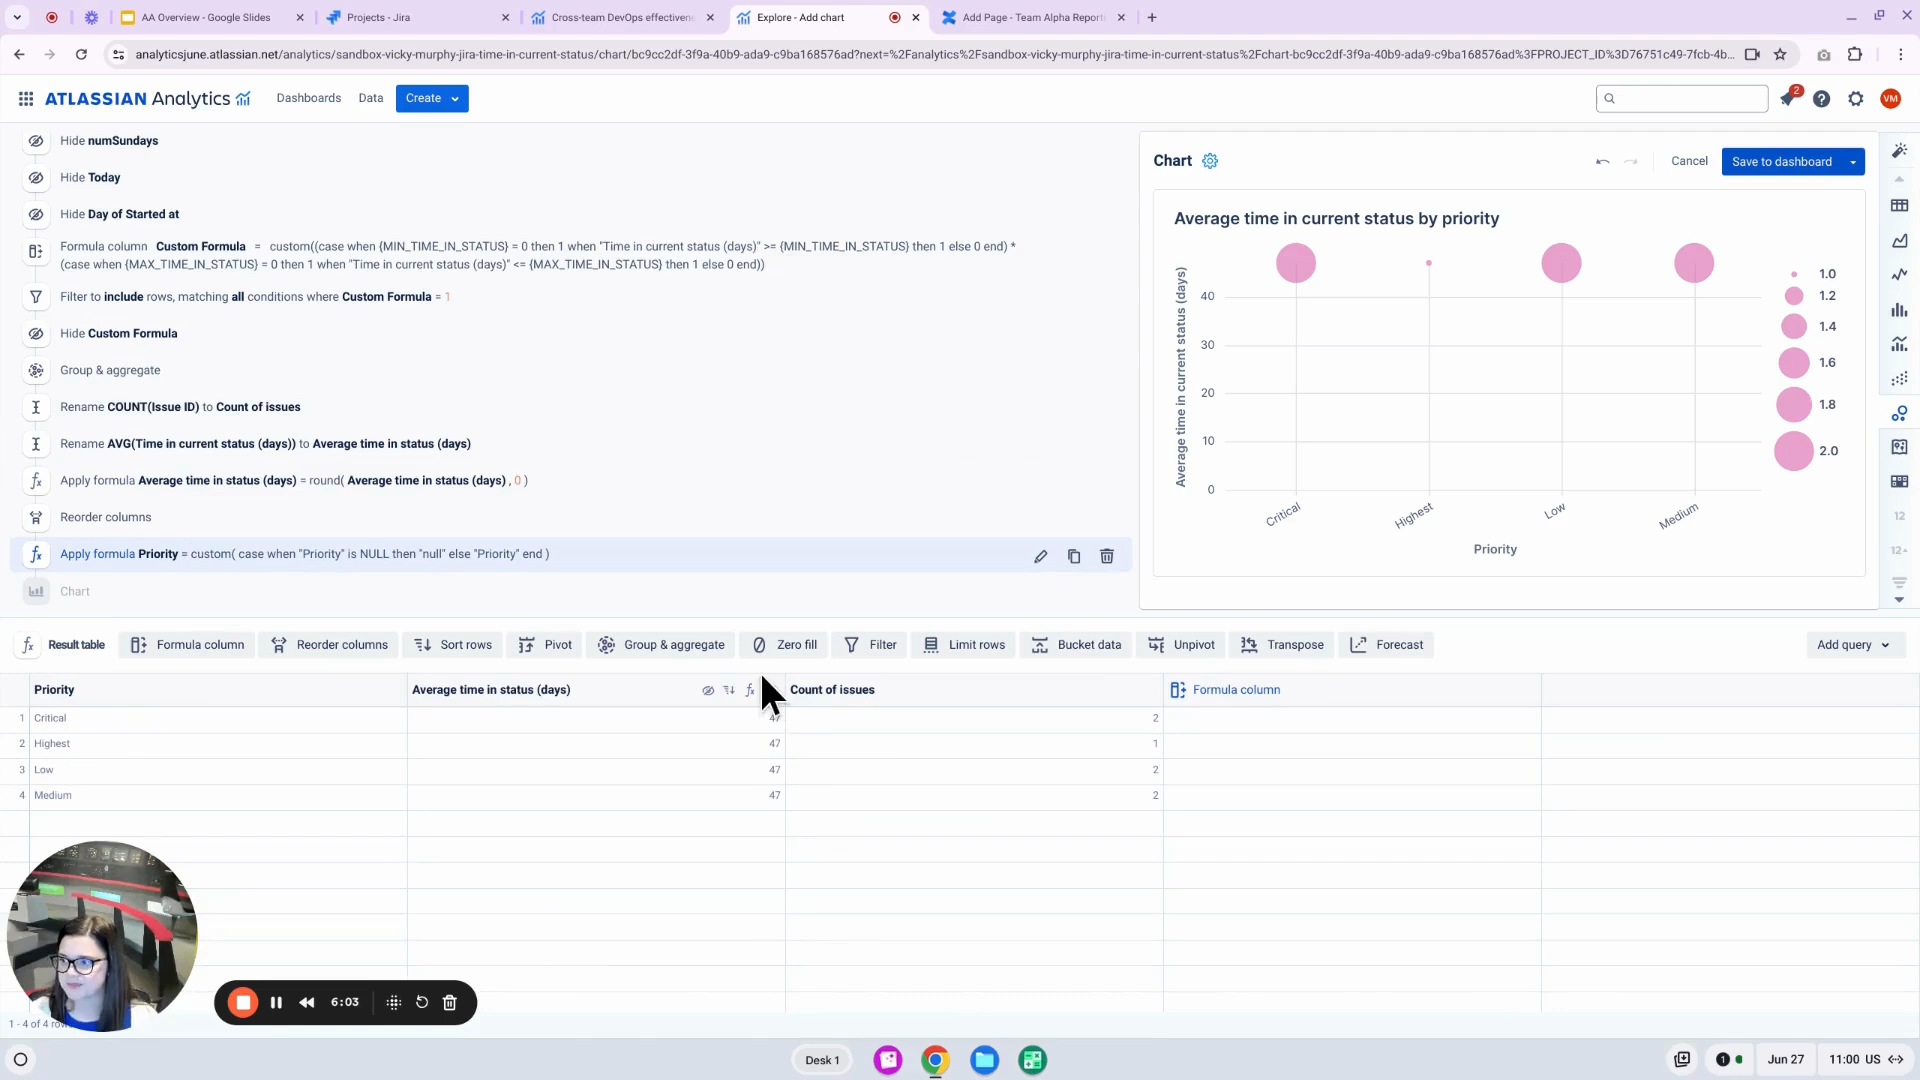 AA Overview - Google Slides
Projects - Jira
Cross-team DevOps effectivene
Explore - Add chart
Add Page - Team Alpha Report
analyticsjune.atlassian.net/analytics/sandbox-vicky-murphy-jira-time-in-current-status/chart/bc9cc2df-3f9a-40b9-ada9-c9ba168576ad?next=%2Fanalytics%2Fsandbox-vicky-murphy-jira-time-in-current-status%2Fchart-bc9cc2df-3f9a-40b9-ada9-c9ba168576ad%3FPROJECT_ID%3D76751c49-7fcb-4b...
ATLASSIAN Analytics
Dashboards
Data
Create
2
VM
Hide numSundays
Hide Today
Hide Day of Started at
Formula column Custom Formula = custom((case when {MIN_TIME_IN_STATUS} = 0 then 1 when "Time in current status (days)" >= {MIN_TIME_IN_STATUS} then 1 else 0 end) *
(case when {MAX_TIME_IN_STATUS} = 0 then 1 when "Time in current status (days)" <= {MAX_TIME_IN_STATUS} then 1 else 0 end))
Filter to include rows, matching all conditions where Custom Formula = 1
Hide Custom Formula
Group & aggregate
Rename COUNT(Issue ID) to Count of issues
Rename AVG(Time in current status (days)) to Average time in status (days)
Apply formula Average time in status (days) = round( Average time in status (days) , 0 )
Reorder columns
Apply formula Priority = custom( case when "Priority" is NULL then "null" else "Priority" end )
Chart
Chart
Cancel
Save to dashboard
Average time in current status by priority
Average time in current status (days)
40
30
20
10
0
Critical
Highest
Low
Medium
Priority
1.0
1.2
1.4
1.6
1.8
2.0
12
12
Result table
Formula column
Reorder columns
Sort rows
Pivot
Group & aggregate
Zero fill
Filter
Limit rows
Bucket data
Unpivot
Transpose
Forecast
Add query
Priority
Average time in status (days)
Count of issues
Formula column
1 Critical 47 2
2 Highest 47 1
3 Low 47 2
4 Medium 47 2
1 - 4 of 4 row
6:03
Desk 1
1
Jun 27
11:00 US